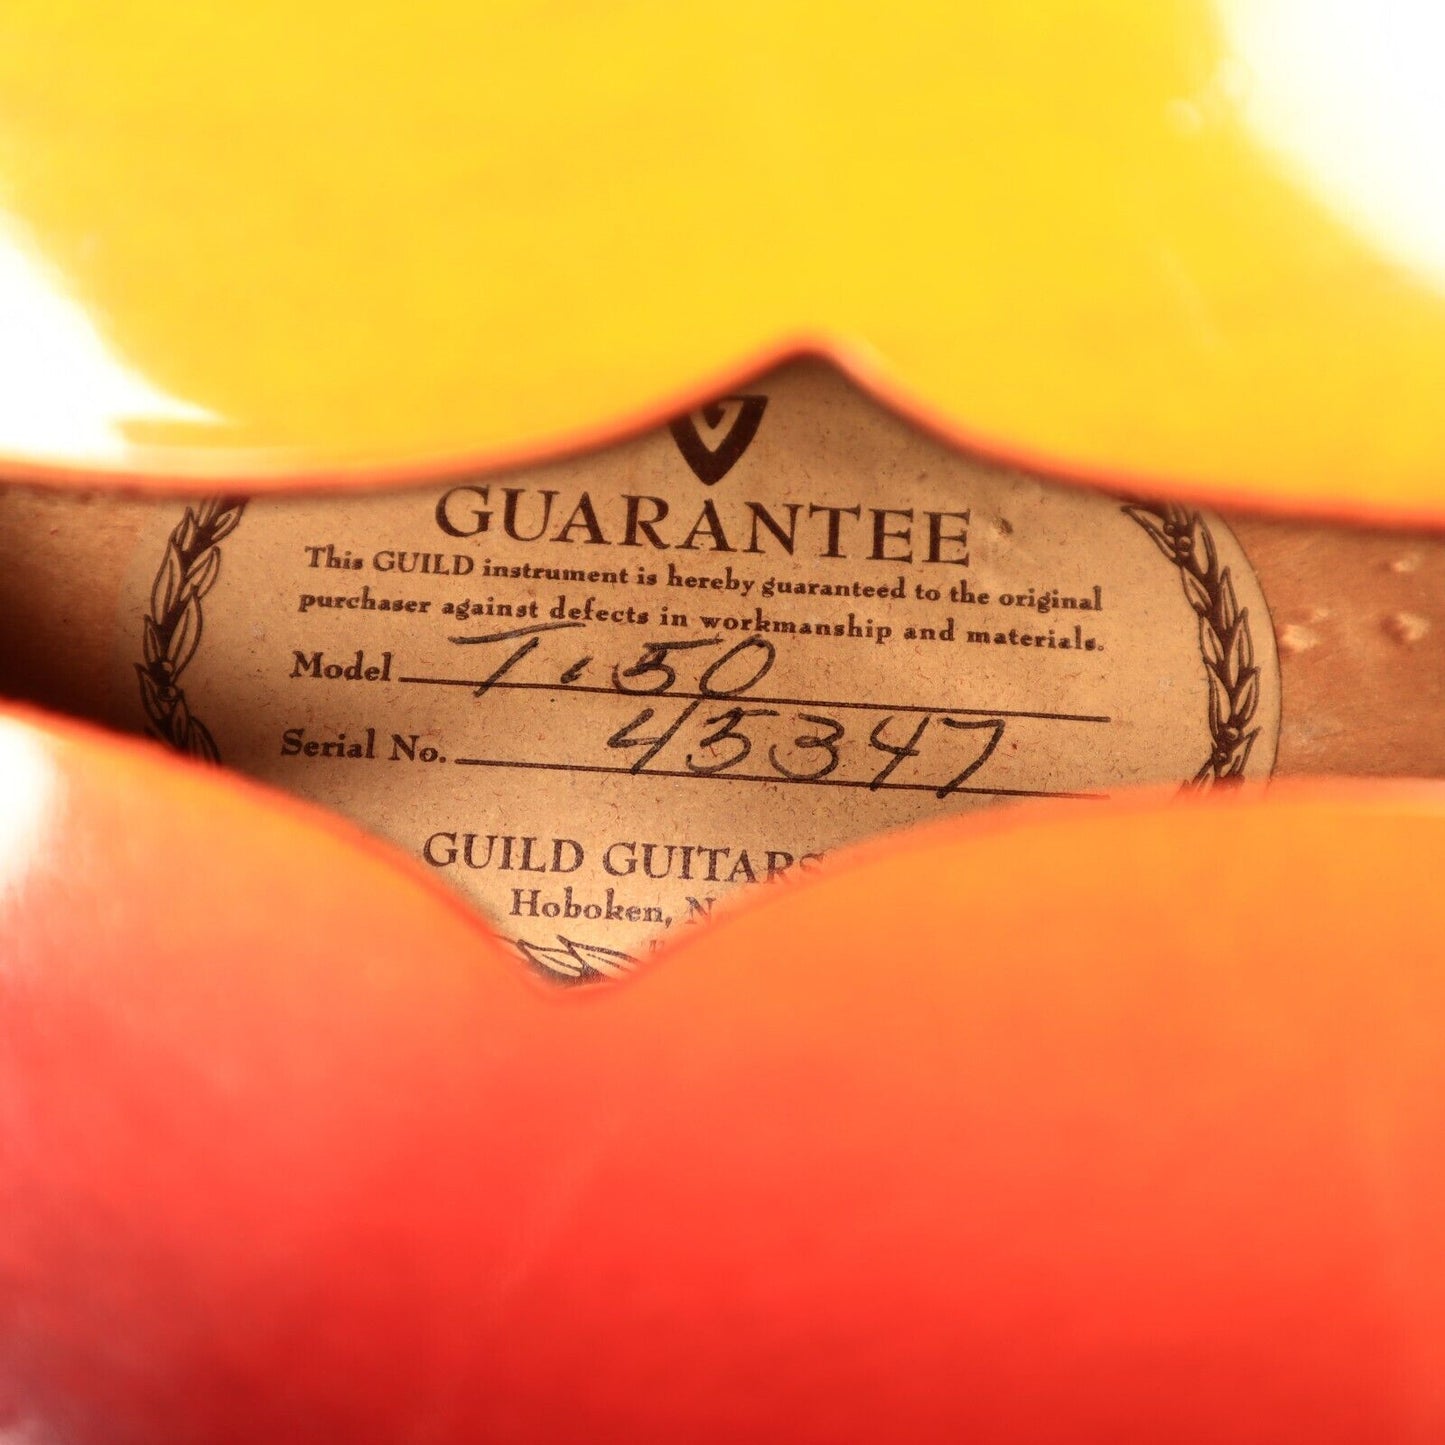 G
GUARANTEE
This GUILD instrument is hereby guaranteed to the original
purchaser against defects in workmanship and materials.
Model T.50
Serial No. 45347
GUILD GUITARS
Hoboken, N